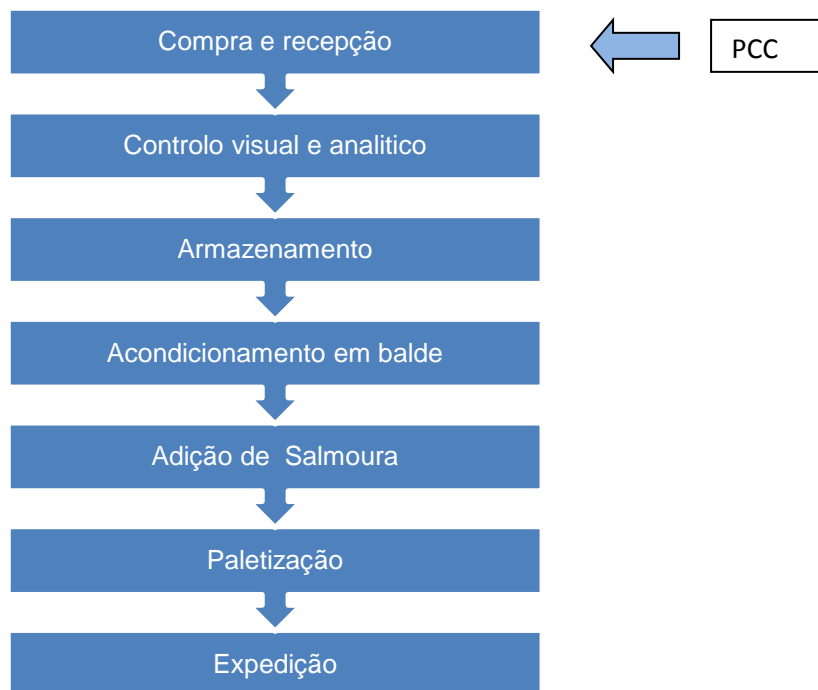 Compra e recepção
PCC
Controlo visual e analitico
Armazenamento
Acondicionamento em balde
Adição de  Salmoura
Paletização
Expedição